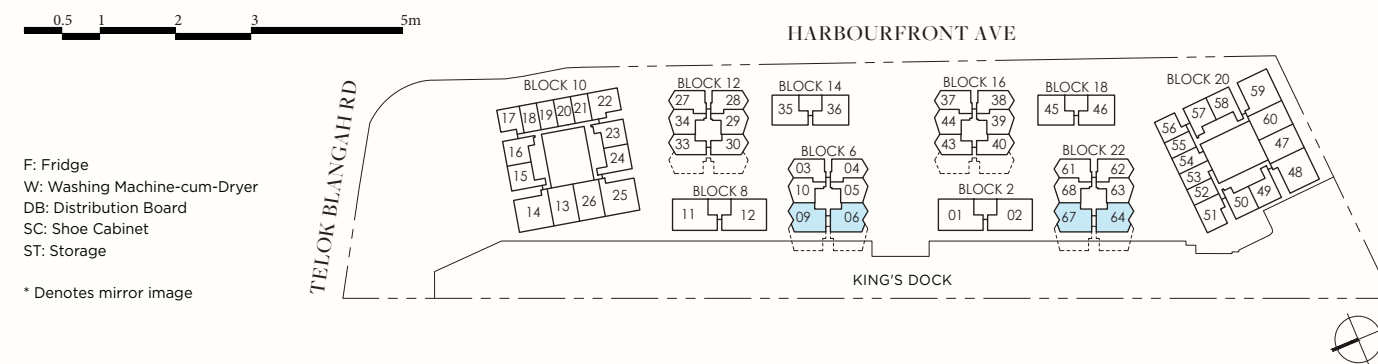 0.5 1 2 3 5m
HARBOURFRONT AVE
TELOK BLANGAH RD
F: Fridge
W: Washing Machine-cum-Dryer
DB: Distribution Board
SC: Shoe Cabinet
ST: Storage
* Denotes mirror image
BLOCK 10
17 18 19 20 21 22
16 23
15 24
14 13 26 25
BLOCK 12
27 28
34 29
33 30
BLOCK 14
35 36
BLOCK 16
37 38
44 39
43 40
BLOCK 18
45 46
BLOCK 20
59
58
57 60
56
55 47
54
53 48
52 49
51 50
BLOCK 8
11 12
BLOCK 6
03 04
10 05
09 06
BLOCK 2
01 02
BLOCK 22
61 62
68 63
67 64
KING'S DOCK